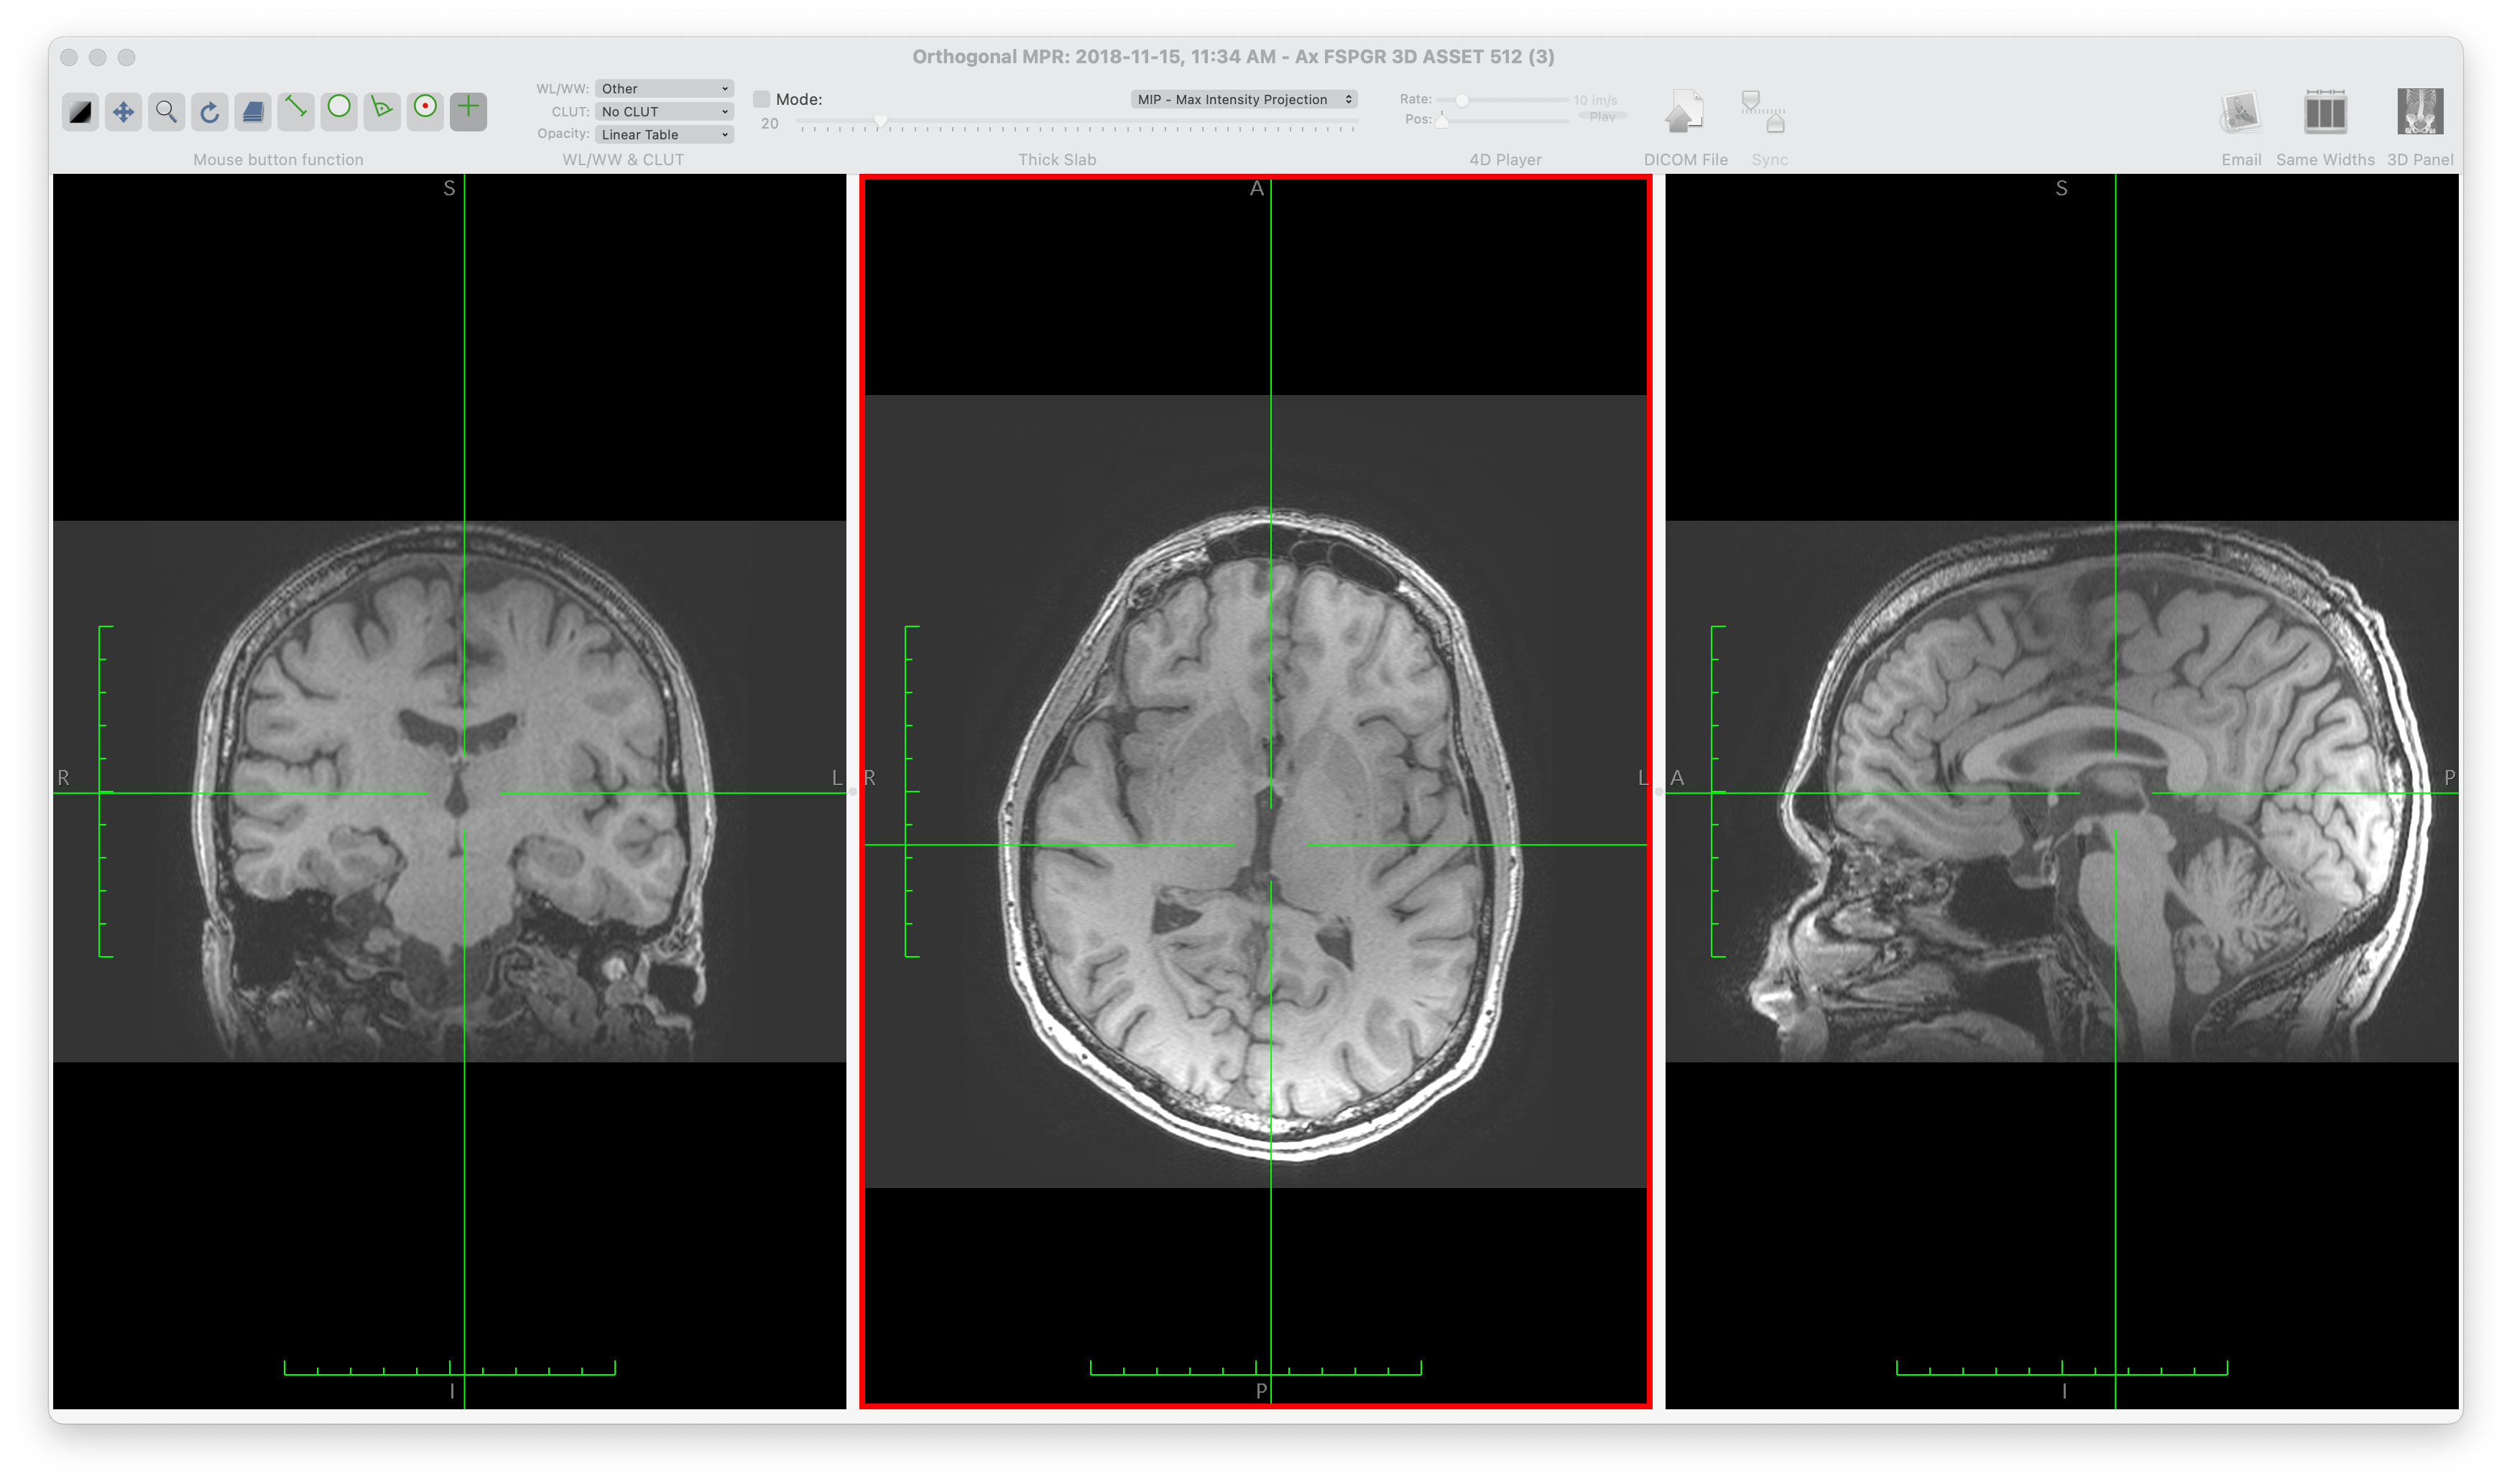 Orthogonal MPR: 2018-11-15, 11:34 AM - Ax FSPGR 3D ASSET 512 (3)
WL/WW: Other
CLUT: No CLUT
Opacity: Linear Table
Mode:
20
MIP - Max Intensity Projection
Rate: 10 im/s
Pos: Play
Mouse button function
WL/WW & CLUT
Thick Slab
4D Player
DICOM File
Sync
Email
Same Widths
3D Panel
S
R
L
I
A
R
L
P
S
A
P
I